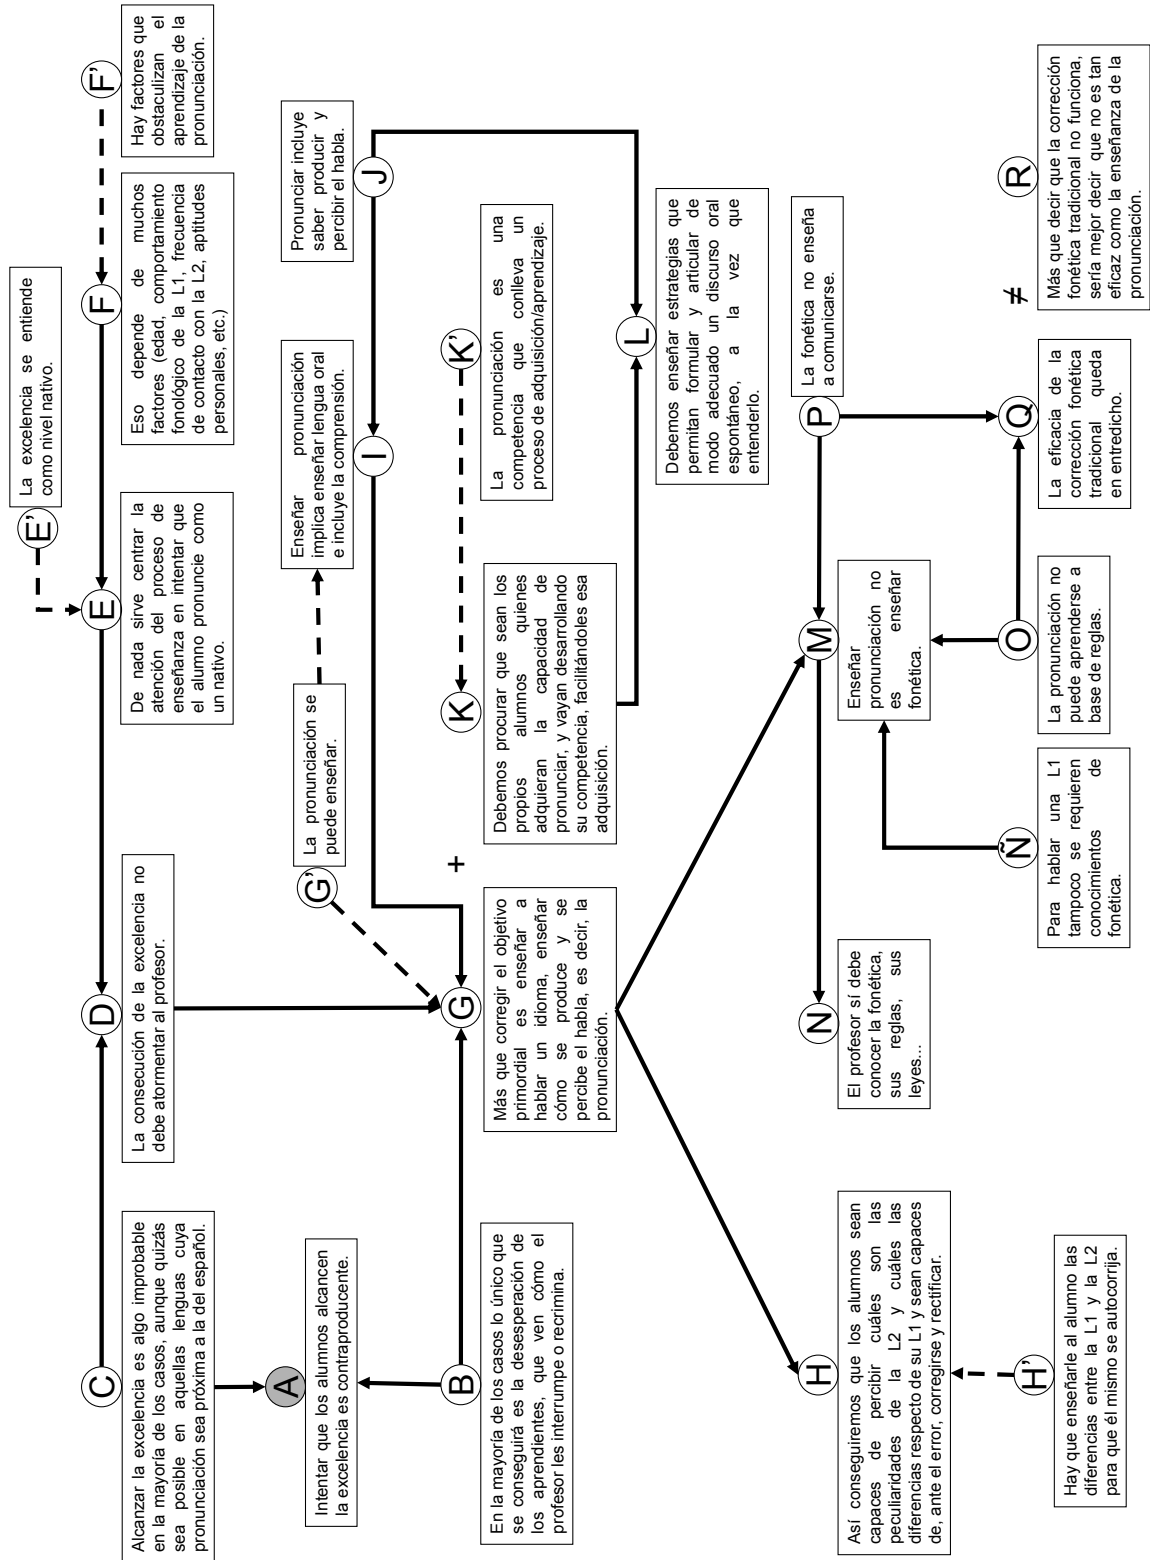 E'
La excelencia se entiende
como nivel nativo.
C
Alcanzar la excelencia es algo improbable
en la mayoría de los casos, aunque quizás
sea posible en aquellas lenguas cuya
pronunciación sea próxima a la del español.
D
La consecución de la excelencia no
debe atormentar al profesor.
E
De nada sirve centrar la
atención del proceso de
enseñanza en intentar que
el alumno pronuncie como
un nativo.
F
Eso depende de muchos
factores (edad, comportamiento
fonológico de la L1, frecuencia
de contacto con la L2, aptitudes
personales, etc.)
F'
Hay factores que
obstaculizan el
aprendizaje de la
pronunciación.
A
Intentar que los alumnos alcancen
la excelencia es contraproducente.
G'
La pronunciación se
puede enseñar.
Enseñar pronunciación
implica enseñar lengua oral
e incluye la comprensión.
I
Pronunciar incluye
saber producir y
percibir el habla.
J
B
En la mayoría de los casos lo único que
se conseguirá es la desesperación de
los aprendientes, que ven cómo el
profesor les interrumpe o recrimina.
G
Más que corregir el objetivo
primordial es enseñar a
hablar un idioma, enseñar
cómo se produce y se
percibe el habla, es decir, la
pronunciación.
+
K
Debemos procurar que sean los
propios alumnos quienes
adquieran la capacidad de
pronunciar, y vayan desarrollando
su competencia, facilitándoles esa
adquisición.
K'
La pronunciación es una
competencia que conlleva un
proceso de adquisición/aprendizaje.
L
Debemos enseñar estrategias que
permitan formular y articular de
modo adecuado un discurso oral
espontáneo, a la vez que
entenderlo.
H
Así conseguiremos que los alumnos sean
capaces de percibir cuáles son las
peculiaridades de la L2 y cuáles las
diferencias respecto de su L1 y sean capaces
de, ante el error, corregirse y rectificar.
N
El profesor sí debe
conocer la fonética,
sus reglas, sus
leyes...
M
Enseñar
pronunciación no
es enseñar
fonética.
P
La fonética no enseña
a comunicarse.
H'
Hay que enseñarle al alumno las
diferencias entre la L1 y la L2
para que él mismo se autocorrija.
Ñ
Para hablar una L1
tampoco se requieren
conocimientos de
fonética.
O
La pronunciación no
puede aprenderse a
base de reglas.
Q
La eficacia de la
corrección fonética
tradicional queda
en entredicho.
≠
R
Más que decir que la corrección
fonética tradicional no funciona,
sería mejor decir que no es tan
eficaz como la enseñanza de la
pronunciación.